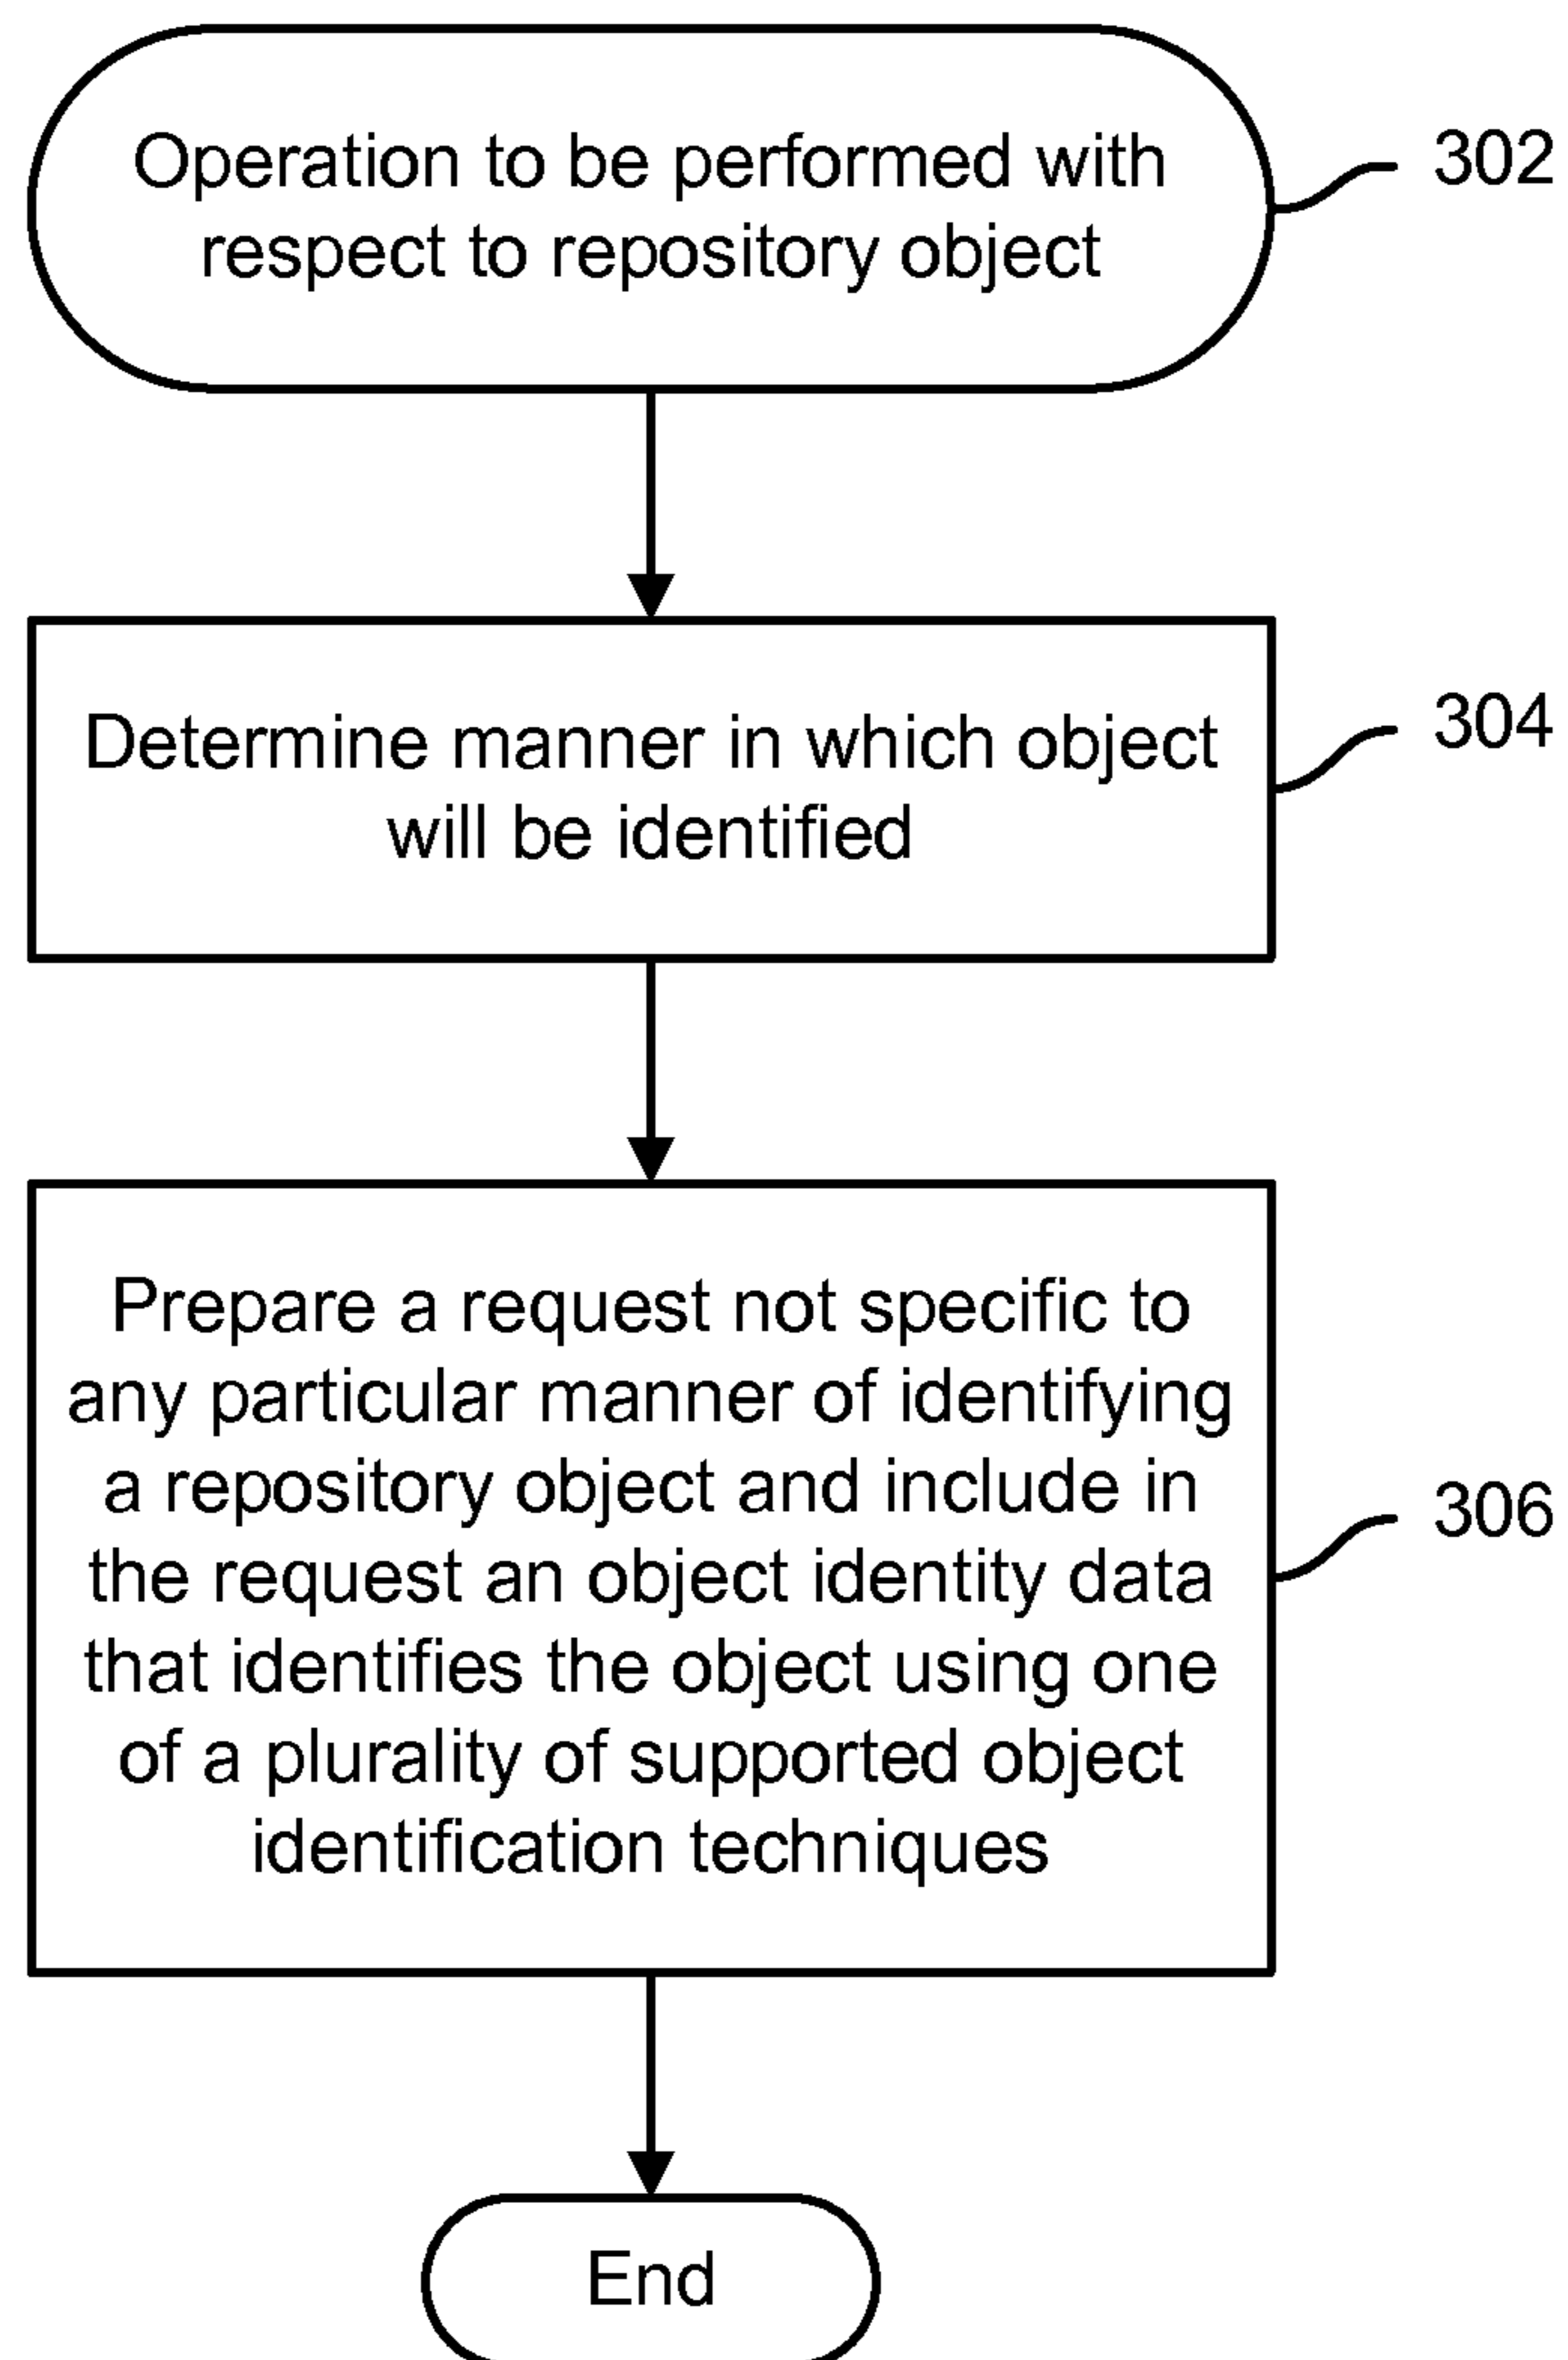 Operation to be performed with
respect to repository object
302
Determine manner in which object
will be identified
304
Prepare a request not specific to
any particular manner of identifying
a repository object and include in
the request an object identity data
that identifies the object using one
of a plurality of supported object
identification techniques
306
End